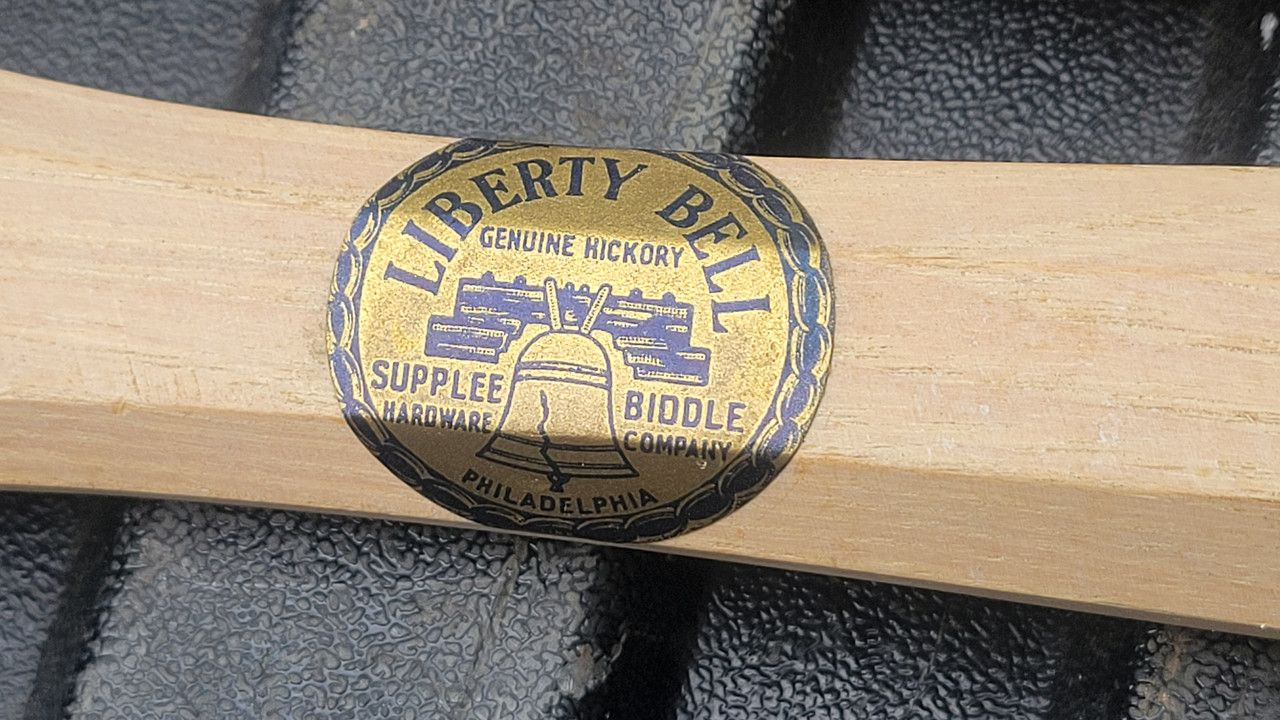 LIBERTY BELL
GENUINE HICKORY
SUPPLEE BIDDLE
HARDWARE COMPANY
PHILADELPHIA